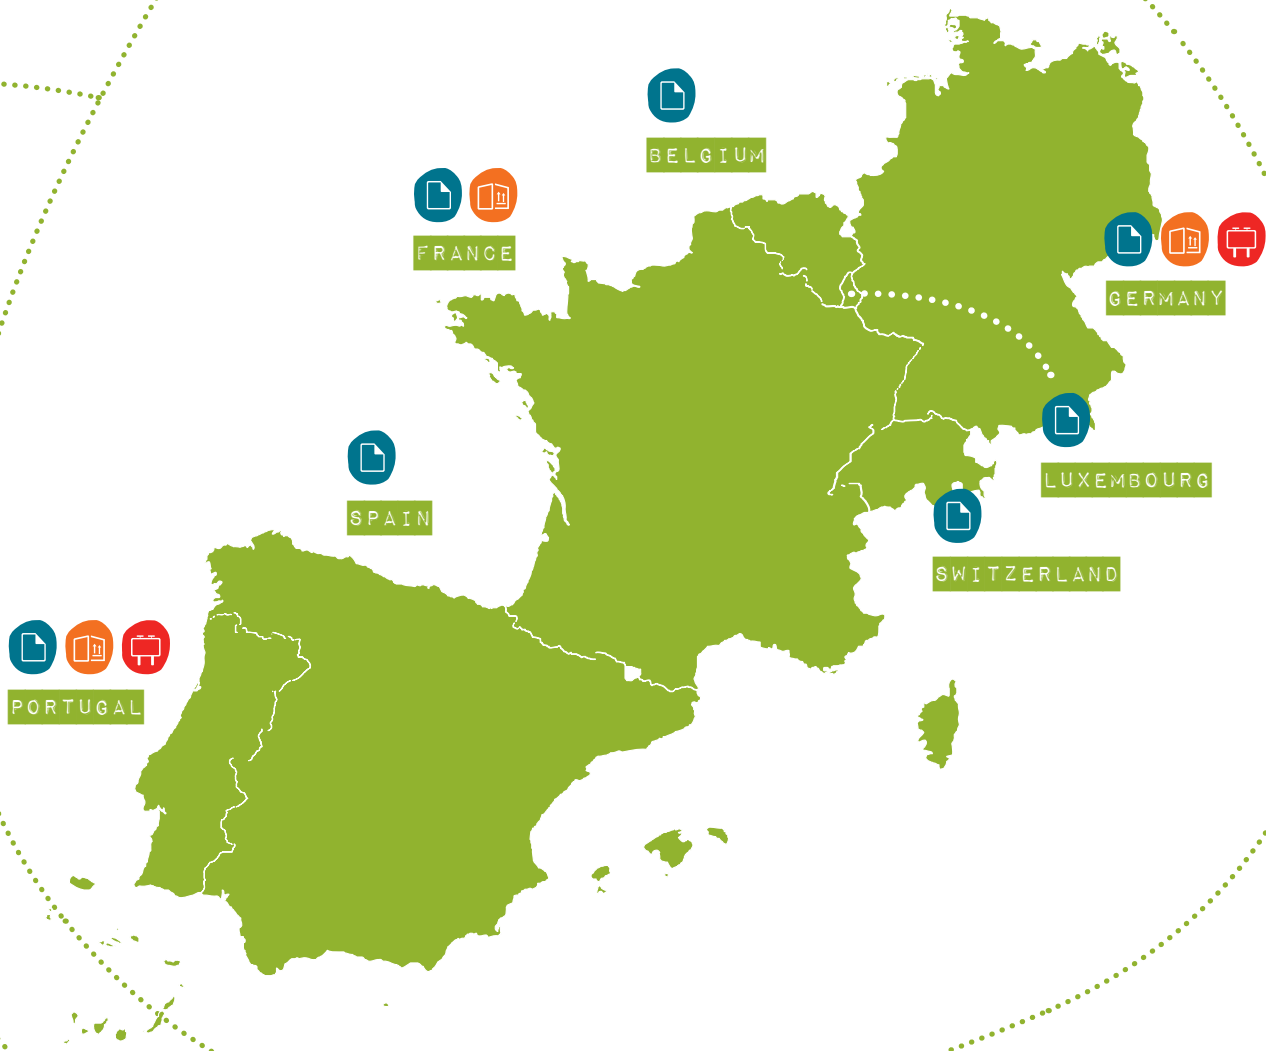 BELGIUM
FRANCE
GERMANY
LUXEMBOURG
SPAIN
SWITZERLAND
PORTUGAL